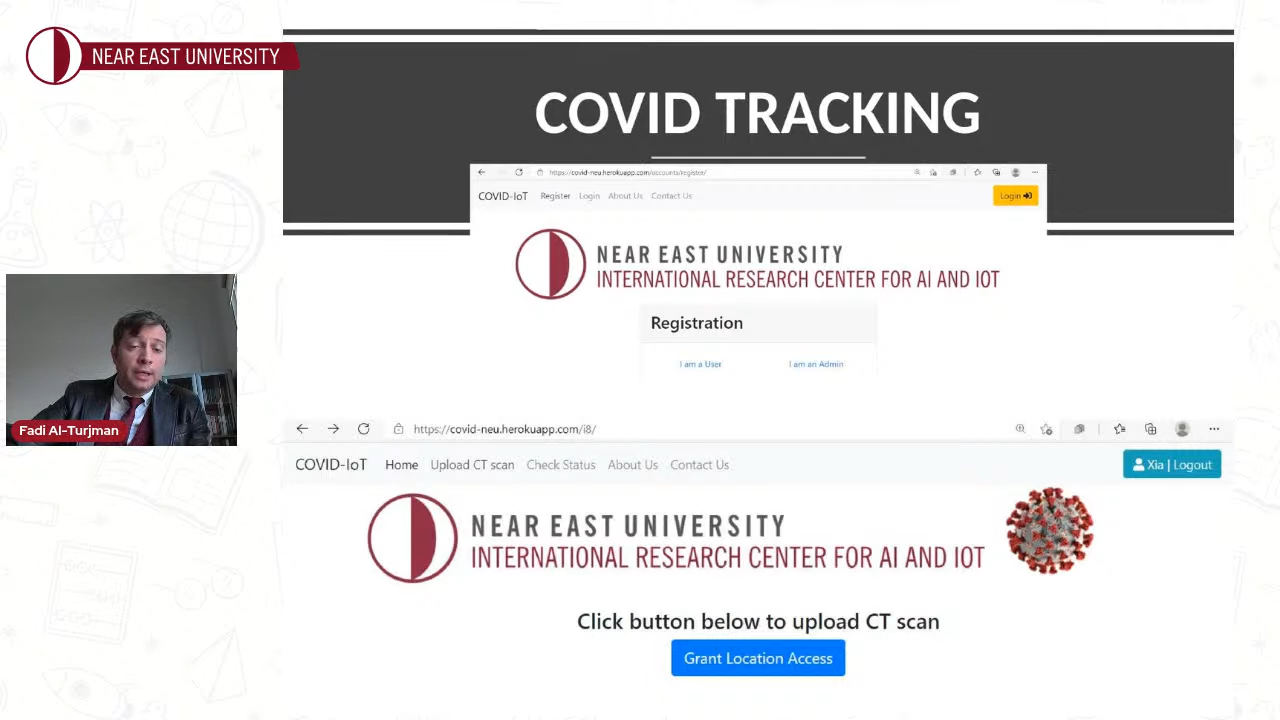 NEAR EAST UNIVERSITY
COVID TRACKING
https://covid-neu.herokuapp.com/accounts/register/
COVID-IoT Register Login About Us Contact Us Login
NEAR EAST UNIVERSITY
INTERNATIONAL RESEARCH CENTER FOR AI AND IOT
Registration
I am a User I am an Admin
Fadi Al-Turjman
https://covid-neu.herokuapp.com/i8/
COVID-IoT Home Upload CT scan Check Status About Us Contact Us Xia | Logout
NEAR EAST UNIVERSITY
INTERNATIONAL RESEARCH CENTER FOR AI AND IOT
Click button below to upload CT scan
Grant Location Access